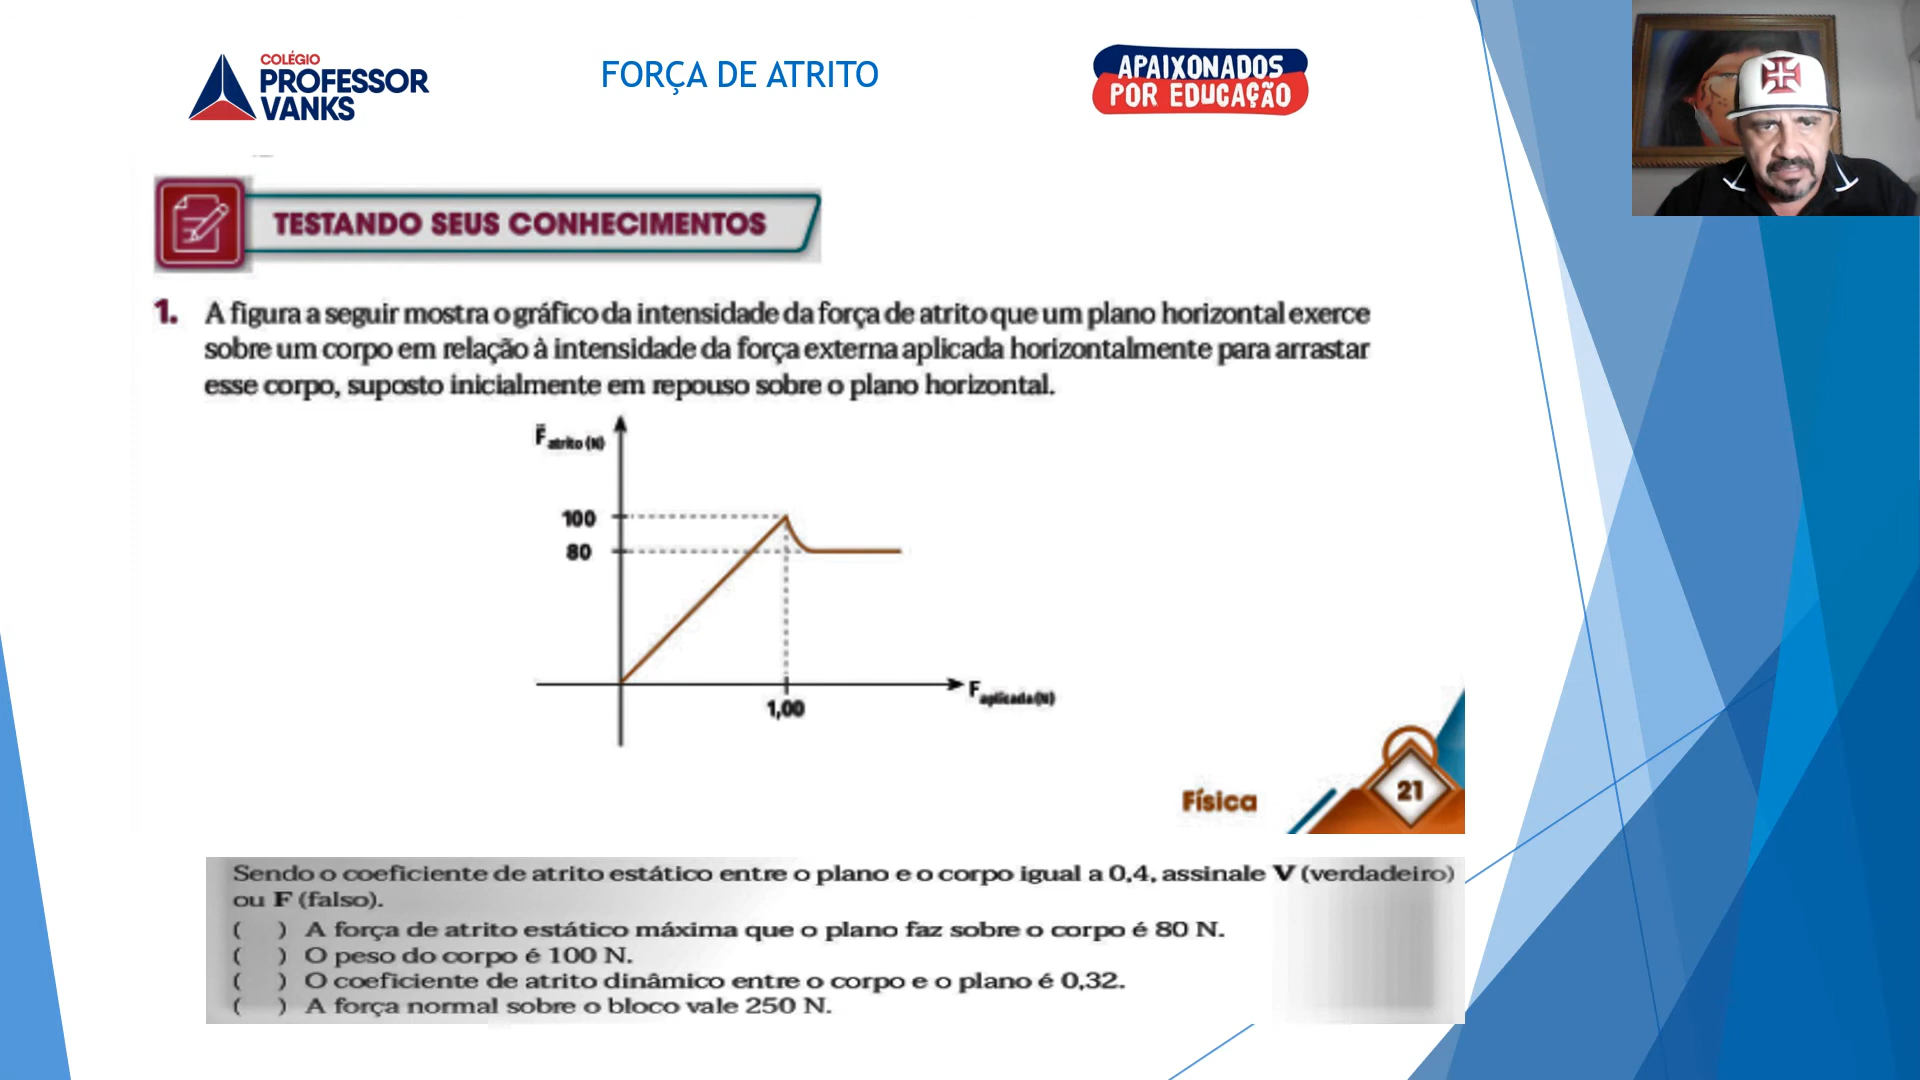 COLÉGIO
PROFESSOR
VANKS
FORÇA DE ATRITO
APAIXONADOS
POR EDUCAÇÃO
TESTANDO SEUS CONHECIMENTOS
1. A figura a seguir mostra o gráfico da intensidade da força de atrito que um plano horizontal exerce
sobre um corpo em relação à intensidade da força externa aplicada horizontalmente para arrastar
esse corpo, suposto inicialmente em repouso sobre o plano horizontal.
F atrito (N)
100
80
1,00
F aplicada (N)
Física
21
Sendo o coeficiente de atrito estático entre o plano e o corpo igual a 0,4, assinale V (verdadeiro)
ou F (falso).
( ) A força de atrito estático máxima que o plano faz sobre o corpo é 80 N.
( ) O peso do corpo é 100 N.
( ) O coeficiente de atrito dinâmico entre o corpo e o plano é 0,32.
( ) A força normal sobre o bloco vale 250 N.